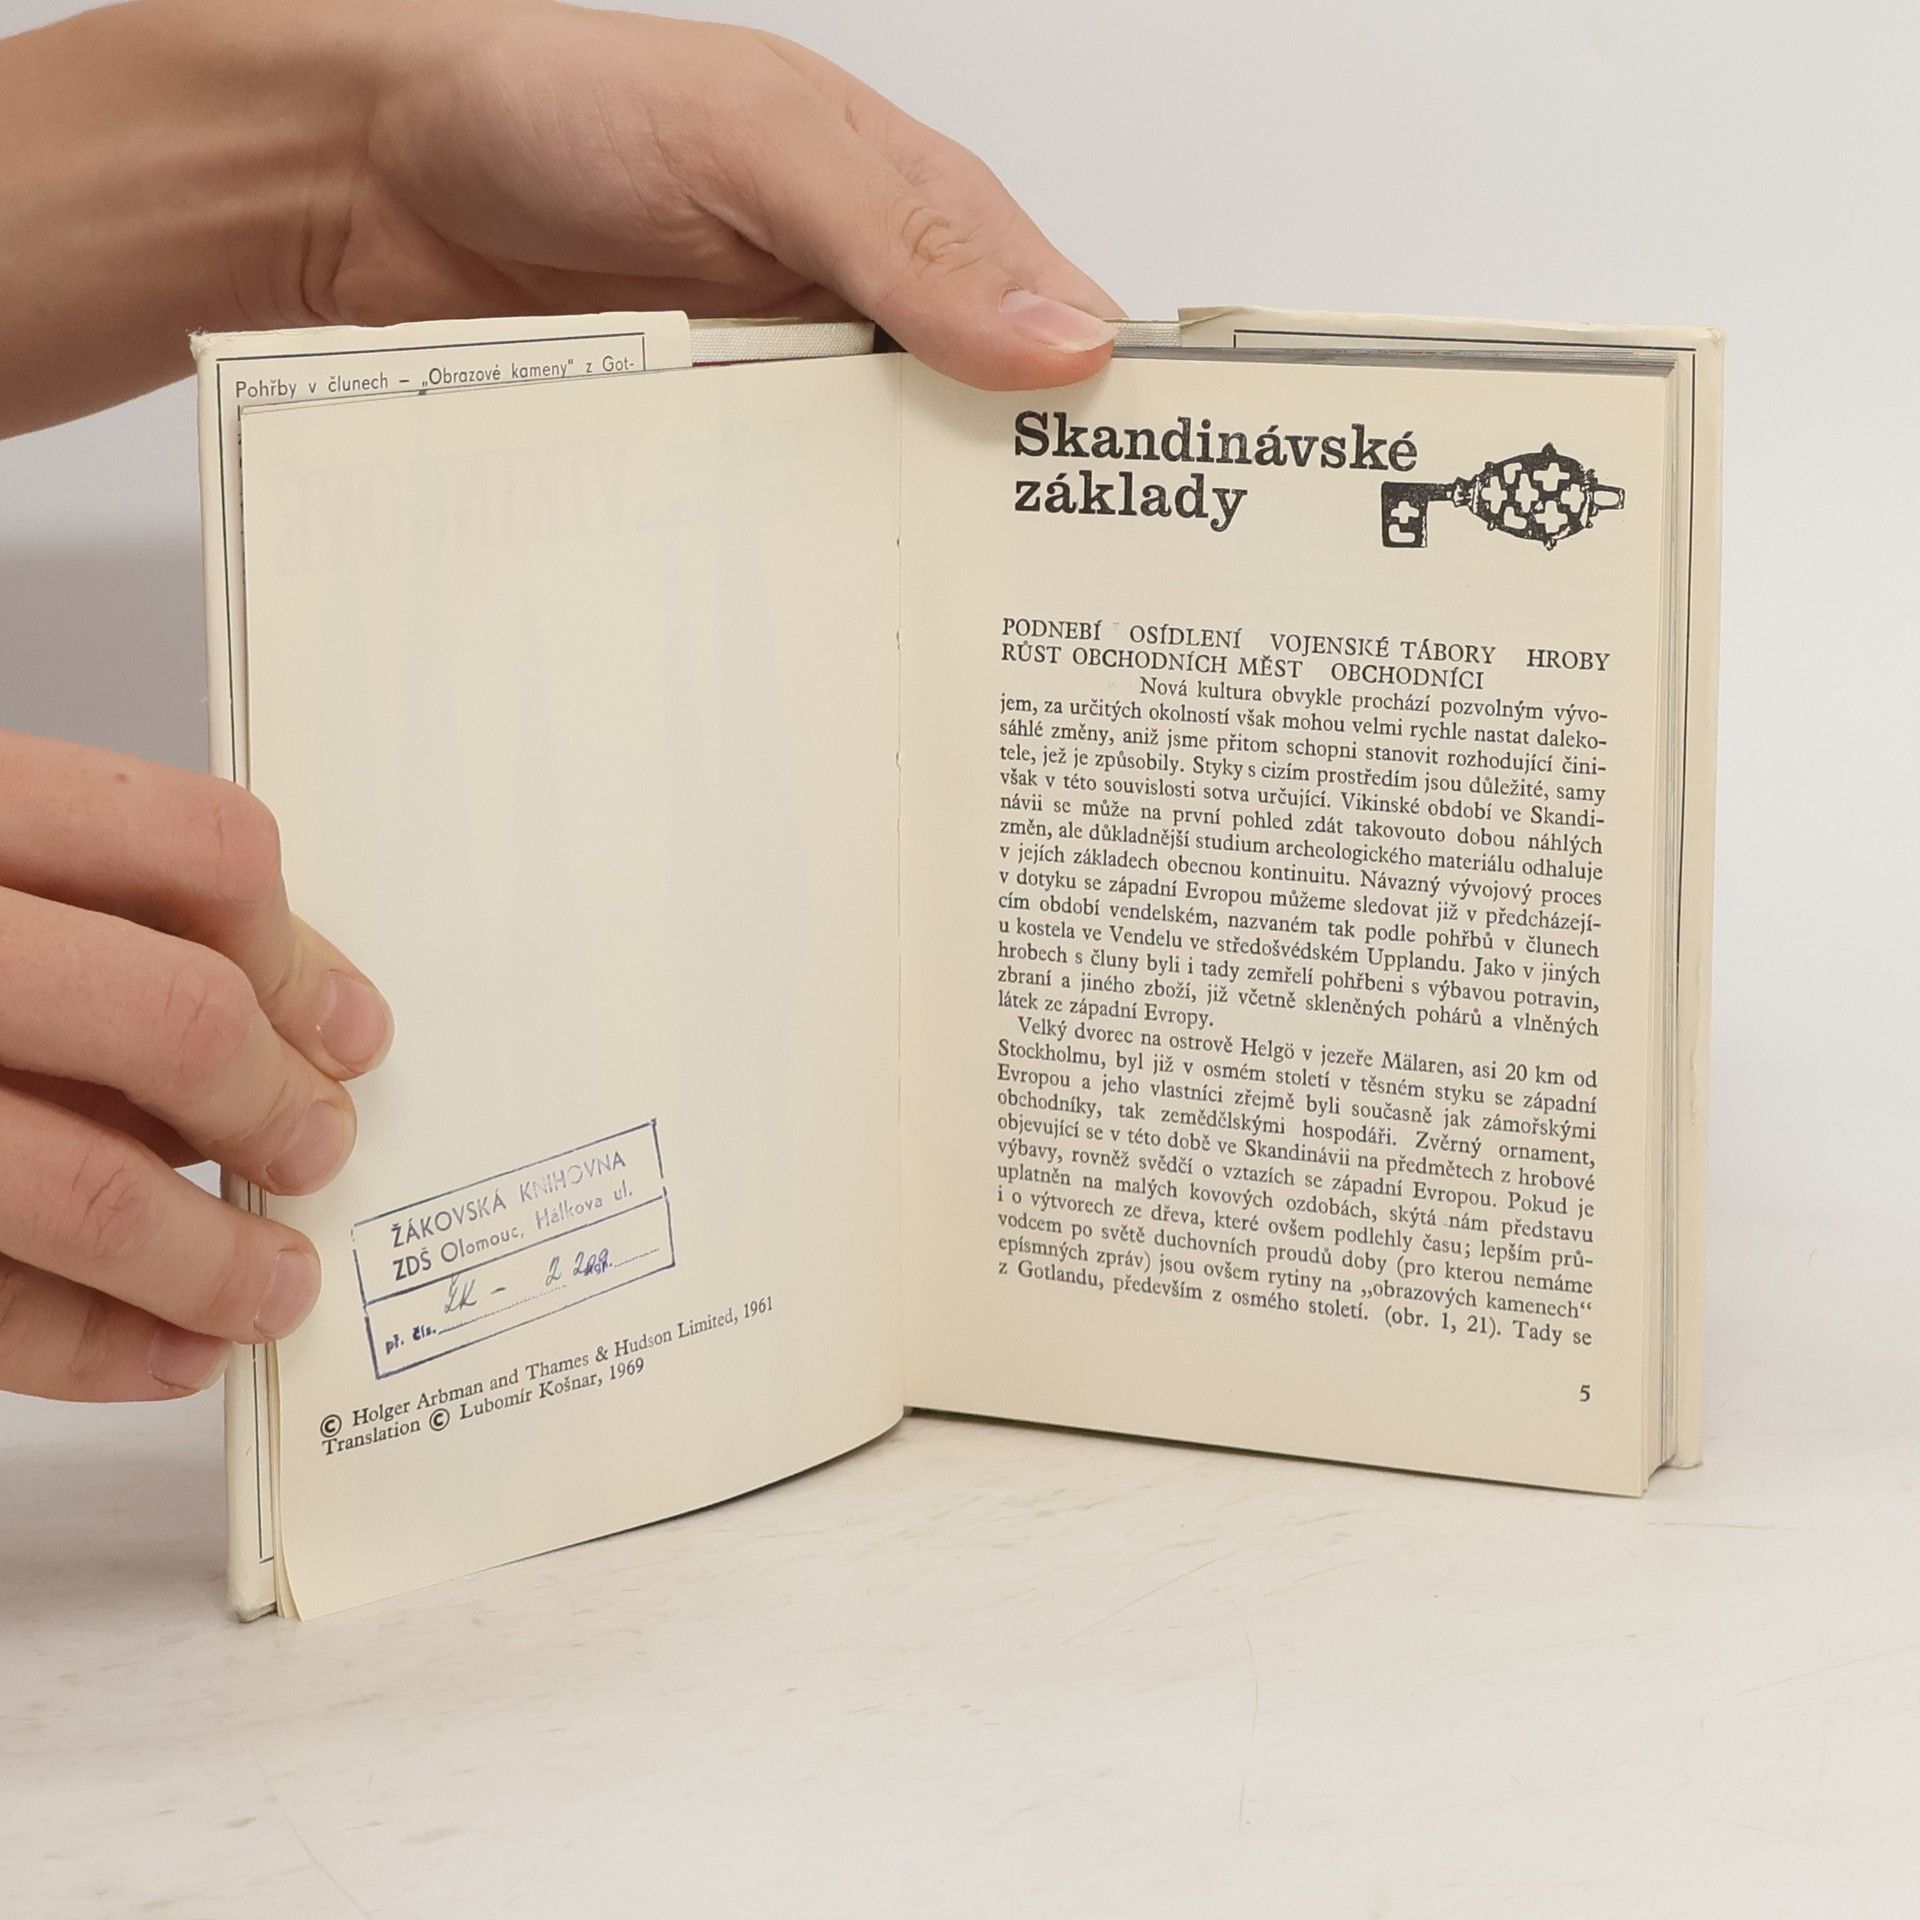 Pohřby v člunech – „Obrazové kameny“ z Got-
ŽÁKOVSKÁ KNIHOVNA
ZDŠ Olomouc, Hálkova ul.
ŽK – 2 209
př. čís.
© Holger Arbman and Thames & Hudson Limited, 1961
Translation © Lubomír Košnar, 1969
Skandinávské
základy
PODNEBÍ OSÍDLENÍ VOJENSKÉ TÁBORY HROBY
RŮST OBCHODNÍCH MĚST OBCHODNÍCI
Nová kultura obvykle prochází pozvolným vývo-
jem, za určitých okolností však mohou velmi rychle nastat daleko-
sáhlé změny, aniž jsme přitom schopni stanovit rozhodující čini-
tele, jež je způsobily. Styky s cizím prostředím jsou důležité, samy
však v této souvislosti sotva určující. Vikinské období ve Skandi-
návii se může na první pohled zdát takovouto dobou náhlých
změn, ale důkladnější studium archeologického materiálu odhaluje
v jejích základech obecnou kontinuitu. Návazný vývojový proces
v dotyku se západní Evropou můžeme sledovat již v předcházejí-
cím období vendelském, nazvaném tak podle pohřbů v člunech
u kostela ve Vendelu ve středošvédském Upplandu. Jako v jiných
hrobech s čluny byli i tady zemřelí pohřbeni s výbavou potravin,
zbraní a jiného zboží, již včetně skleněných pohárů a vlněných
látek ze západní Evropy.
Velký dvorec na ostrově Helgö v jezeře Mälaren, asi 20 km od
Stockholmu, byl již v osmém století v těsném styku se západní
Evropou a jeho vlastníci zřejmě byli současně jak zámořskými
obchodníky, tak zemědělskými hospodáři. Zvěrný ornament,
objevující se v této době ve Skandinávii na předmětech z hrobové
výbavy, rovněž svědčí o vztazích se západní Evropou. Pokud je
uplatněn na malých kovových ozdobách, skýtá nám představu
i o výtvorech ze dřeva, které ovšem podlehly času; lepším prů-
vodcem po světě duchovních proudů doby (pro kterou nemáme
epísmných zpráv) jsou ovšem rytiny na „obrazových kamenech“
z Gotlandu, především z osmého století. (obr. 1, 21). Tady se
5